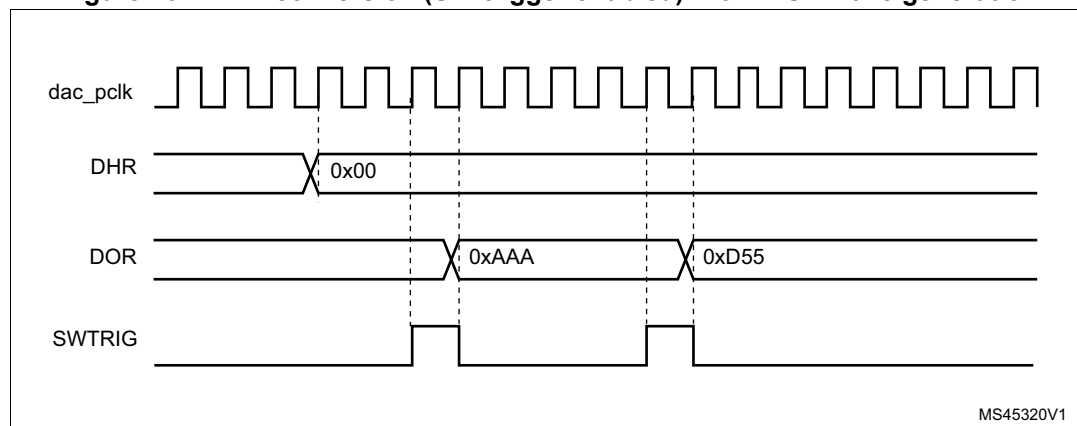 dac_pclk
DHR
0x00
DOR
0xAAA
0xD55
SWTRIG
MS45320V1